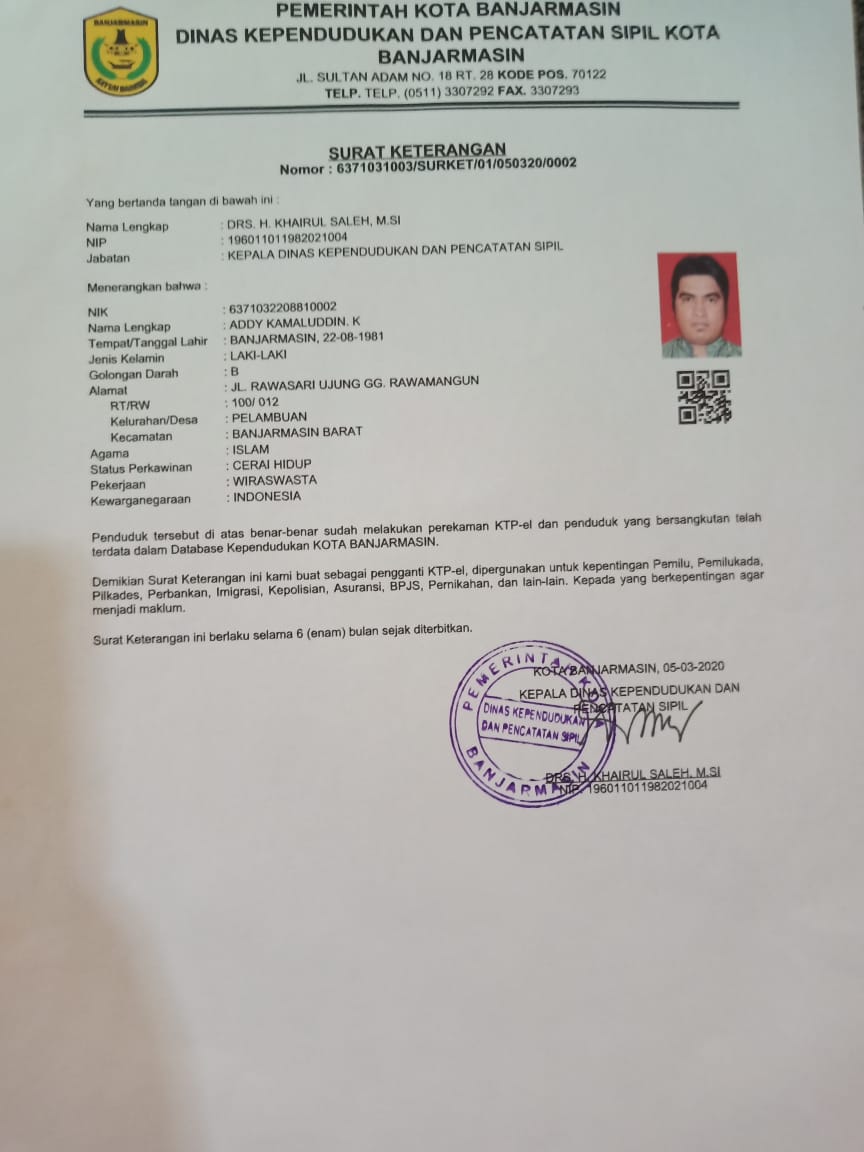 BANJARMASIN
KAYUH BAIMBAI
PEMERINTAH KOTA BANJARMASIN
DINAS KEPENDUDUKAN DAN PENCATATAN SIPIL KOTA
BANJARMASIN
JL. SULTAN ADAM NO. 18 RT. 28 KODE POS. 70122
TELP. TELP. (0511) 3307292 FAX. 3307293
SURAT KETERANGAN
Nomor : 6371031003/SURKET/01/050320/0002
Yang bertanda tangan di bawah ini :
Nama Lengkap : DRS. H. KHAIRUL SALEH, M.SI
NIP : 196011011982021004
Jabatan : KEPALA DINAS KEPENDUDUKAN DAN PENCATATAN SIPIL
Menerangkan bahwa :
NIK : 6371032208810002
Nama Lengkap : ADDY KAMALUDDIN. K
Tempat/Tanggal Lahir : BANJARMASIN, 22-08-1981
Jenis Kelamin : LAKI-LAKI
Golongan Darah : B
Alamat : JL. RAWASARI UJUNG GG. RAWAMANGUN
RT/RW : 100/ 012
Kelurahan/Desa : PELAMBUAN
Kecamatan : BANJARMASIN BARAT
Agama : ISLAM
Status Perkawinan : CERAI HIDUP
Pekerjaan : WIRASWASTA
Kewarganegaraan : INDONESIA
Penduduk tersebut di atas benar-benar sudah melakukan perekaman KTP-el dan penduduk yang bersangkutan telah
terdata dalam Database Kependudukan KOTA BANJARMASIN.
Demikian Surat Keterangan ini kami buat sebagai pengganti KTP-el, dipergunakan untuk kepentingan Pemilu, Pemilukada,
Pilkades, Perbankan, Imigrasi, Kepolisian, Asuransi, BPJS, Pernikahan, dan lain-lain. Kepada yang berkepentingan agar
menjadi maklum.
Surat Keterangan ini berlaku selama 6 (enam) bulan sejak diterbitkan.
KOTA BANJARMASIN, 05-03-2020
KEPALA DINAS KEPENDUDUKAN DAN
PENCATATAN SIPIL
PEMERINTAH KOTA
DINAS KEPENDUDUKAN
DAN PENCATATAN SIPIL
BANJARMASIN
DRS. H. KHAIRUL SALEH, M.SI
NIP. 196011011982021004